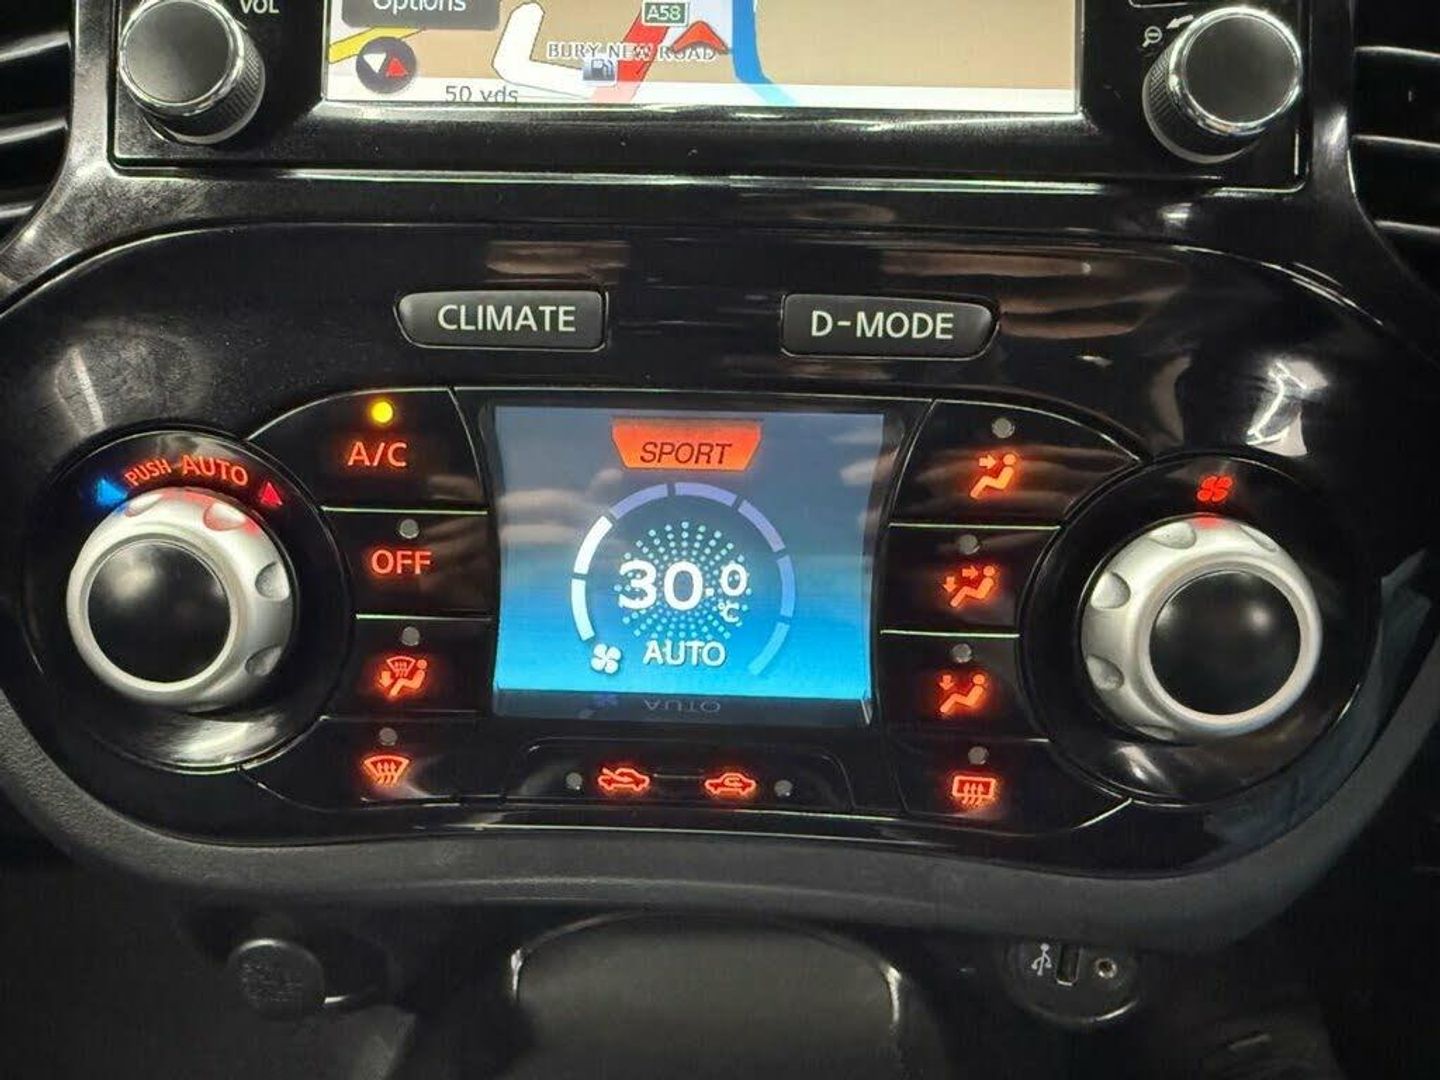 VOL
Options
A58
BURY NEW ROAD
50 yds
CLIMATE
D-MODE
PUSH AUTO
A/C
OFF
SPORT
30.0
°C
AUTO